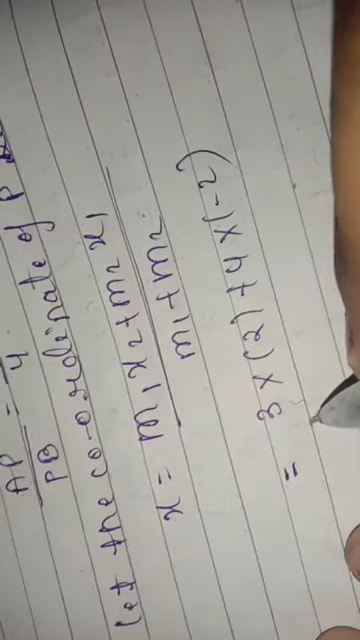 AP/PB = 4
let the co-ordinate of P
x = m1x2+m2x1/m1+m2
= 3×(2)+4×(-2)